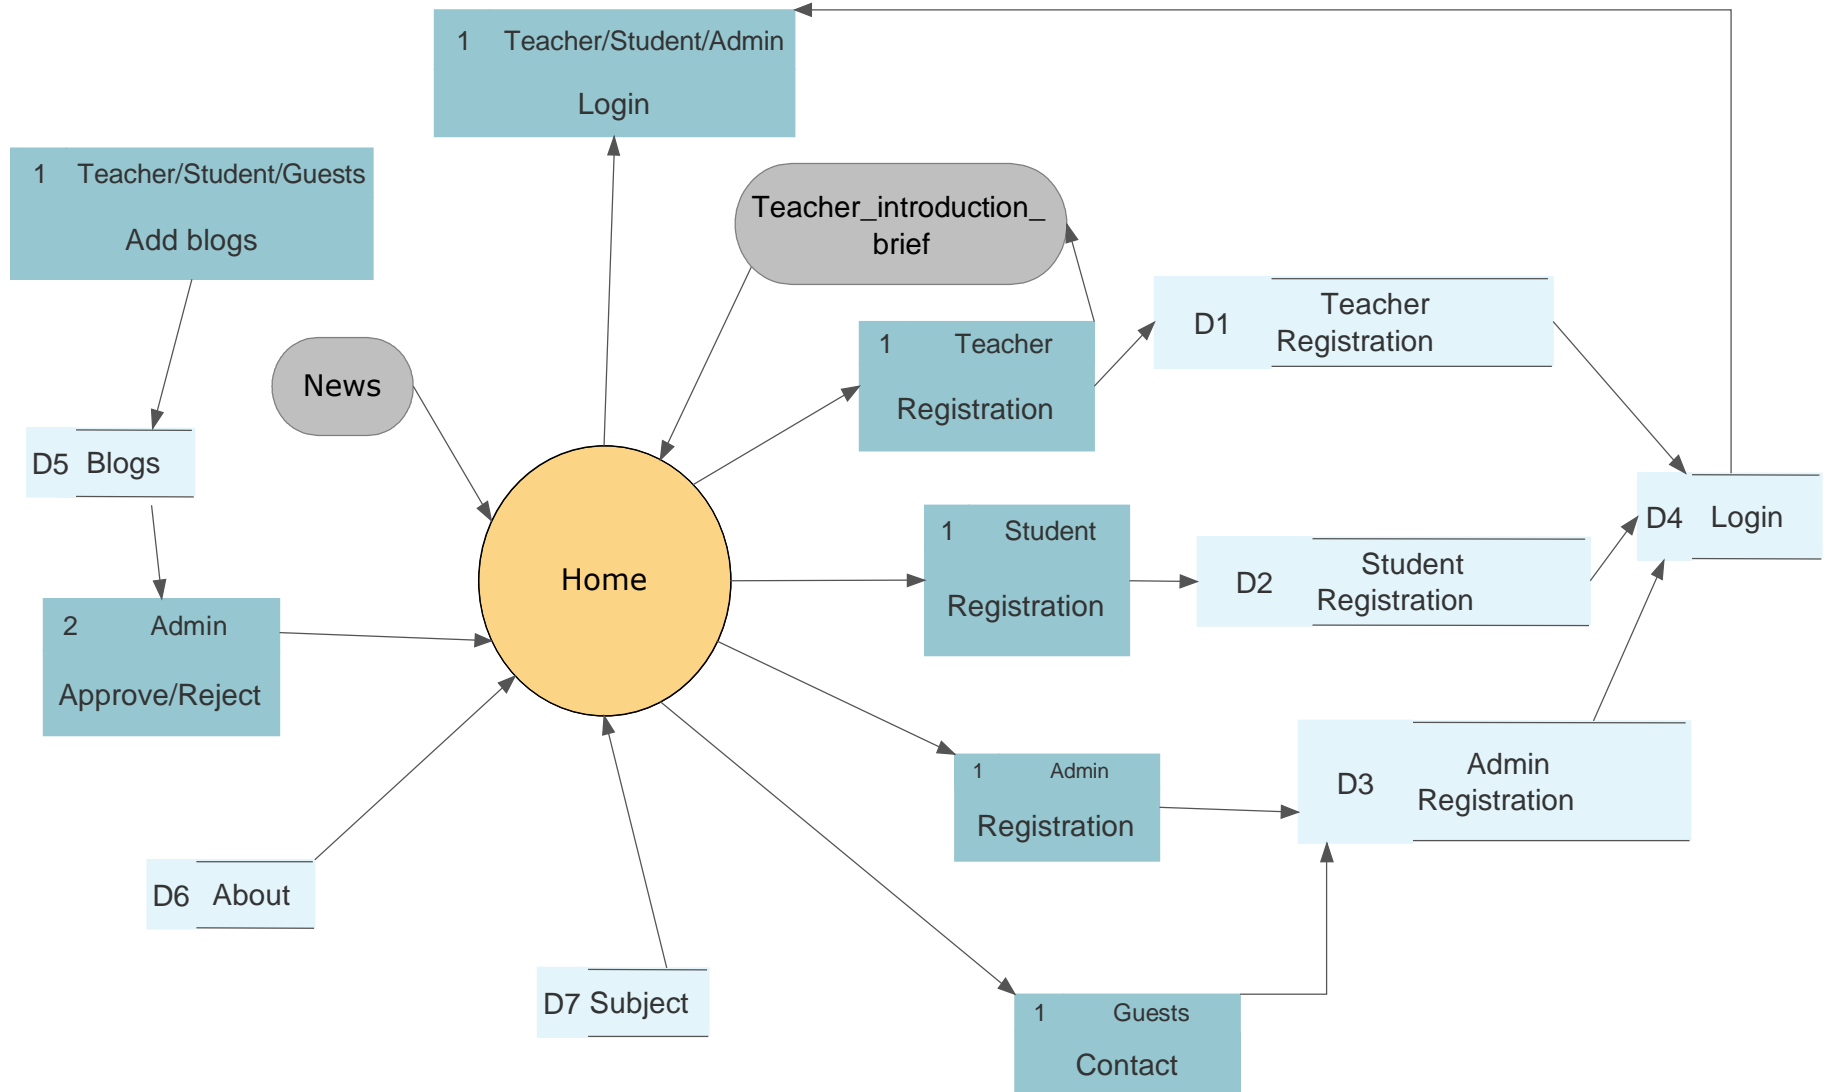 1 Teacher/Student/Admin
Login
1 Teacher/Student/Guests
Add blogs
Teacher_introduction_
brief
News
1 Teacher
Registration
D1 Teacher
Registration
D5 Blogs
D4 Login
1 Student
Registration
D2 Student
Registration
Home
2 Admin
Approve/Reject
1 Admin
Registration
D3 Admin
Registration
D6 About
D7 Subject
1 Guests
Contact